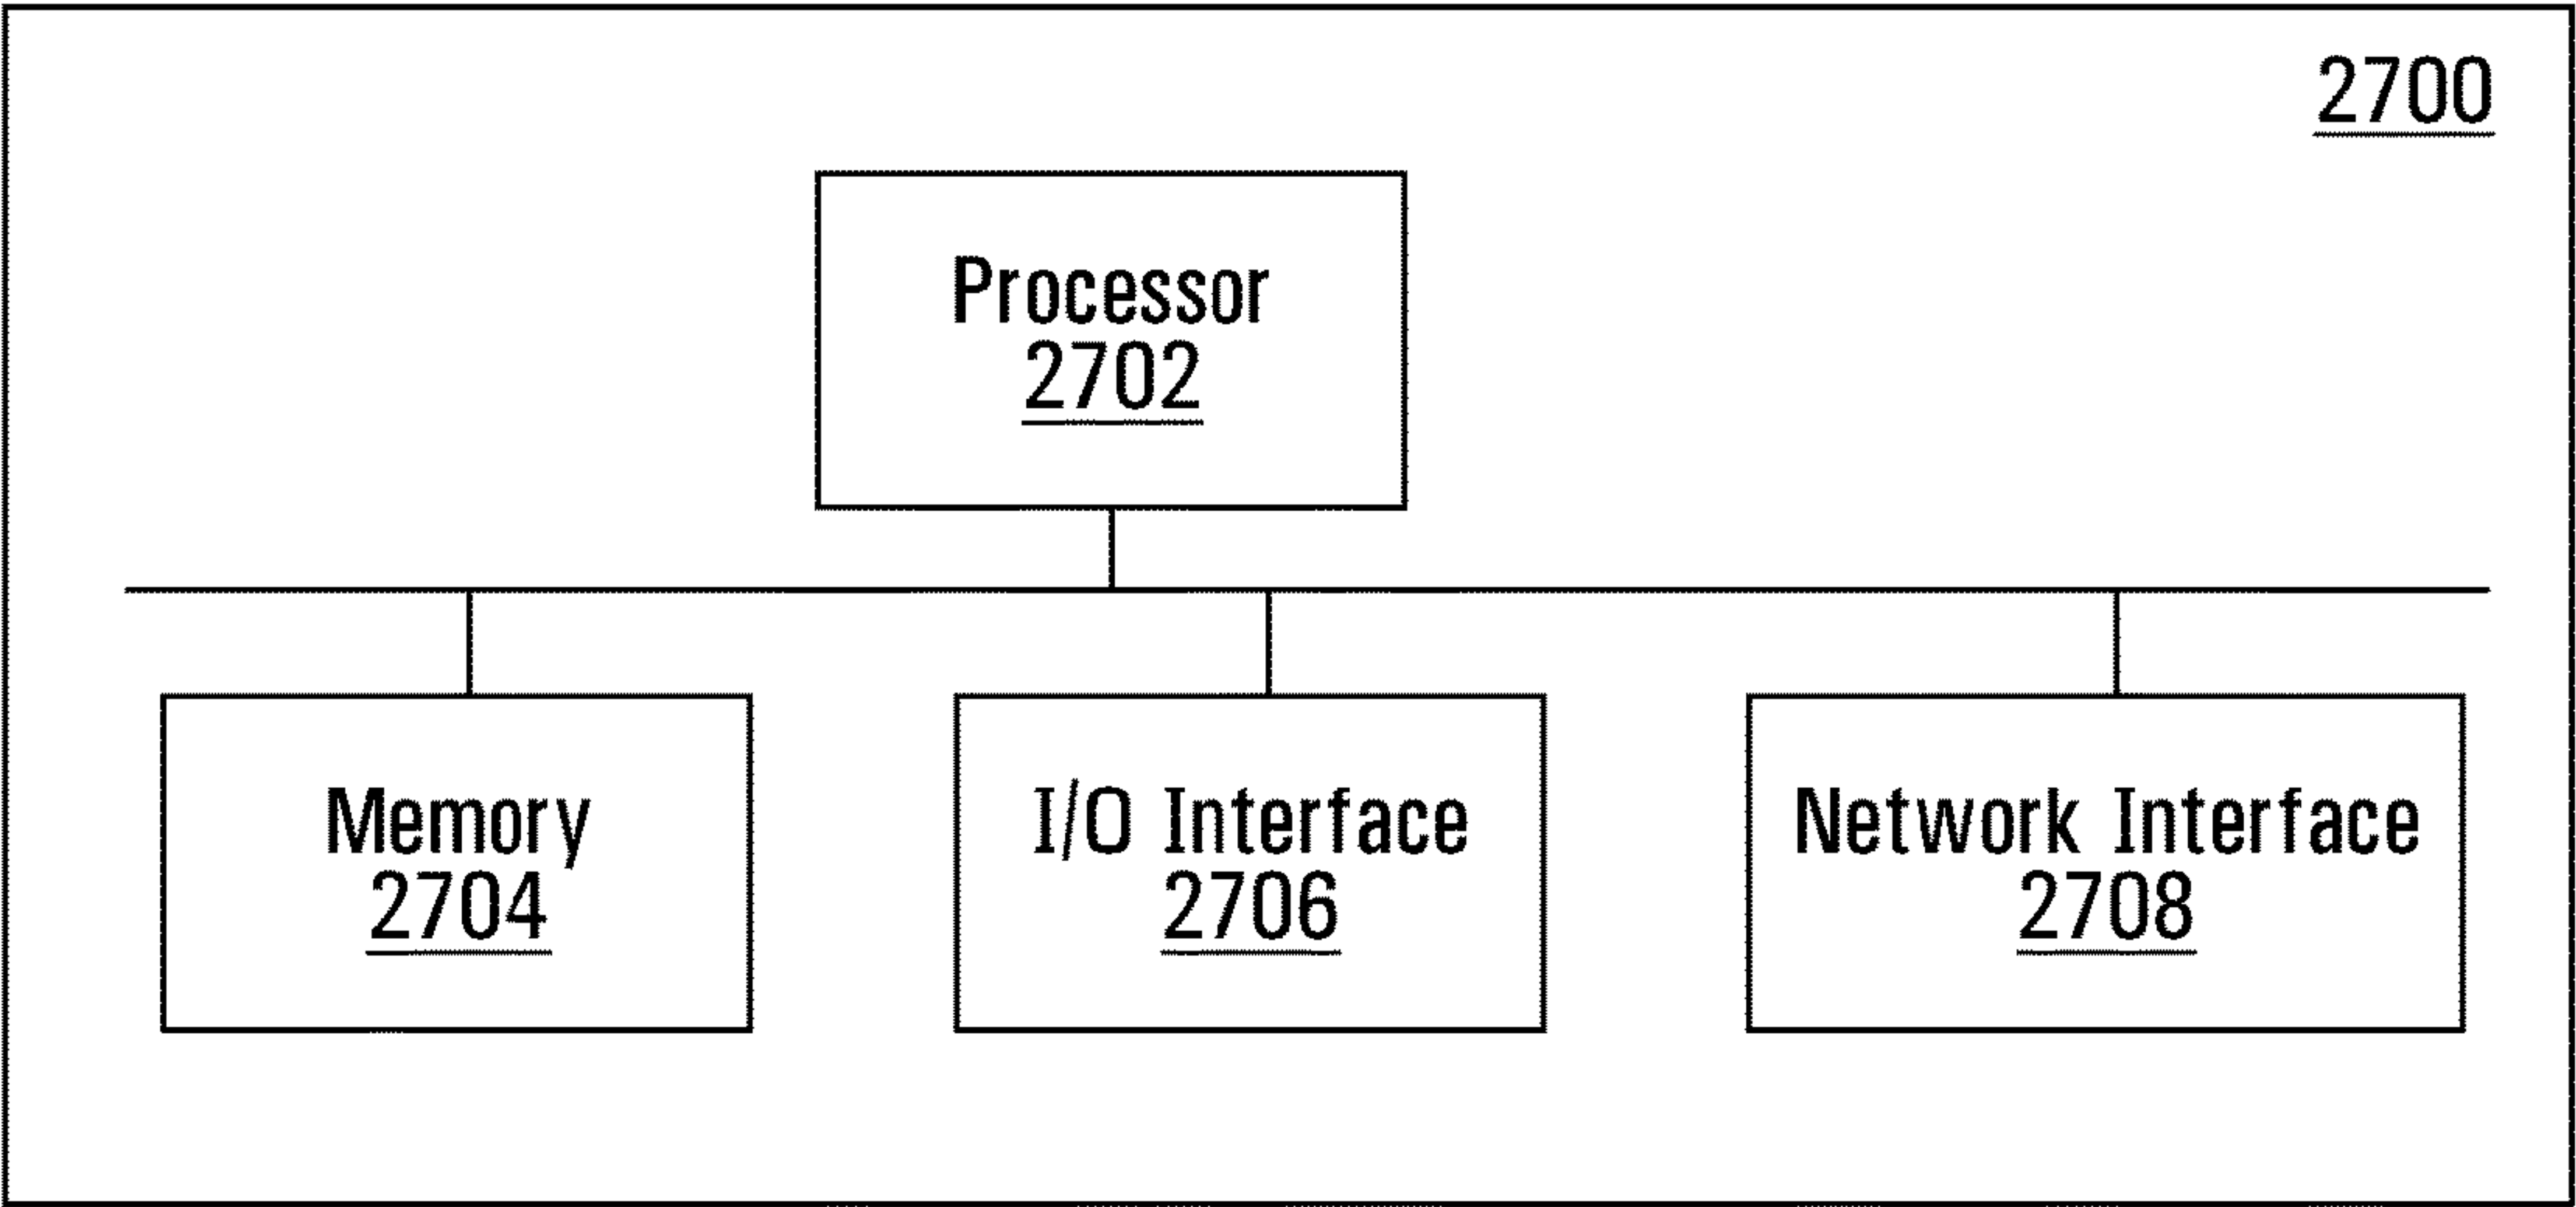 2700
Processor
2702
Memory
2704
I/O Interface
2706
Network Interface
2708